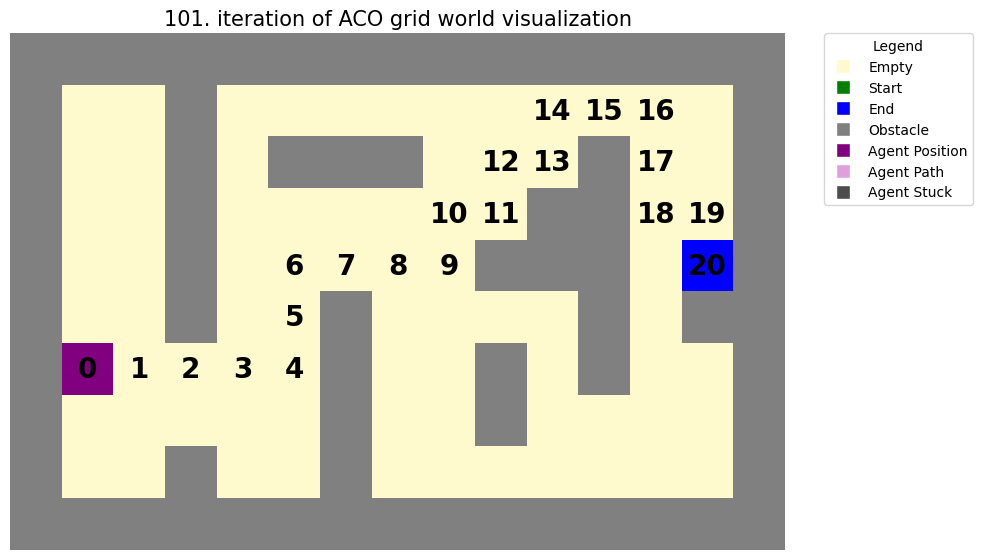 101. iteration of ACO grid world visualization
14 15 16
12 13 17
10 11 18 19
6 7 8 9 20
5
0 1 2 3 4
Legend
Empty
Start
End
Obstacle
Agent Position
Agent Path
Agent Stuck